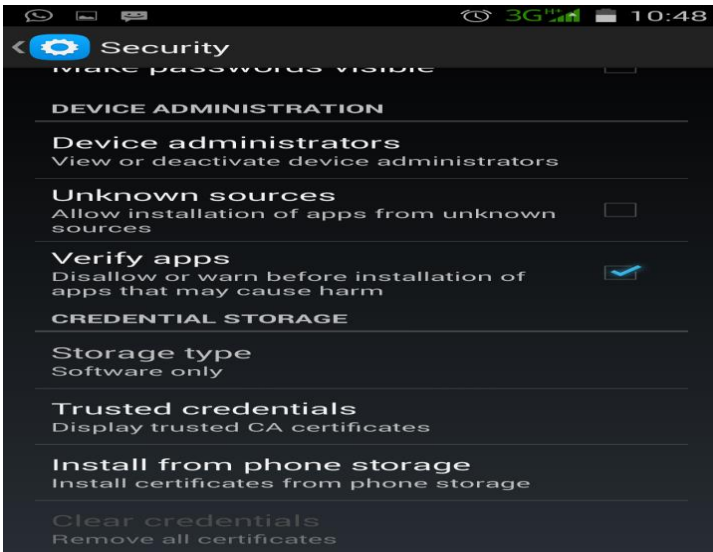 3G H+ 10:48
Security
Make passwords visible
DEVICE ADMINISTRATION
Device administrators
View or deactivate device administrators
Unknown sources
Allow installation of apps from unknown
sources
Verify apps
Disallow or warn before installation of
apps that may cause harm
CREDENTIAL STORAGE
Storage type
Software only
Trusted credentials
Display trusted CA certificates
Install from phone storage
Install certificates from phone storage
Clear credentials
Remove all certificates